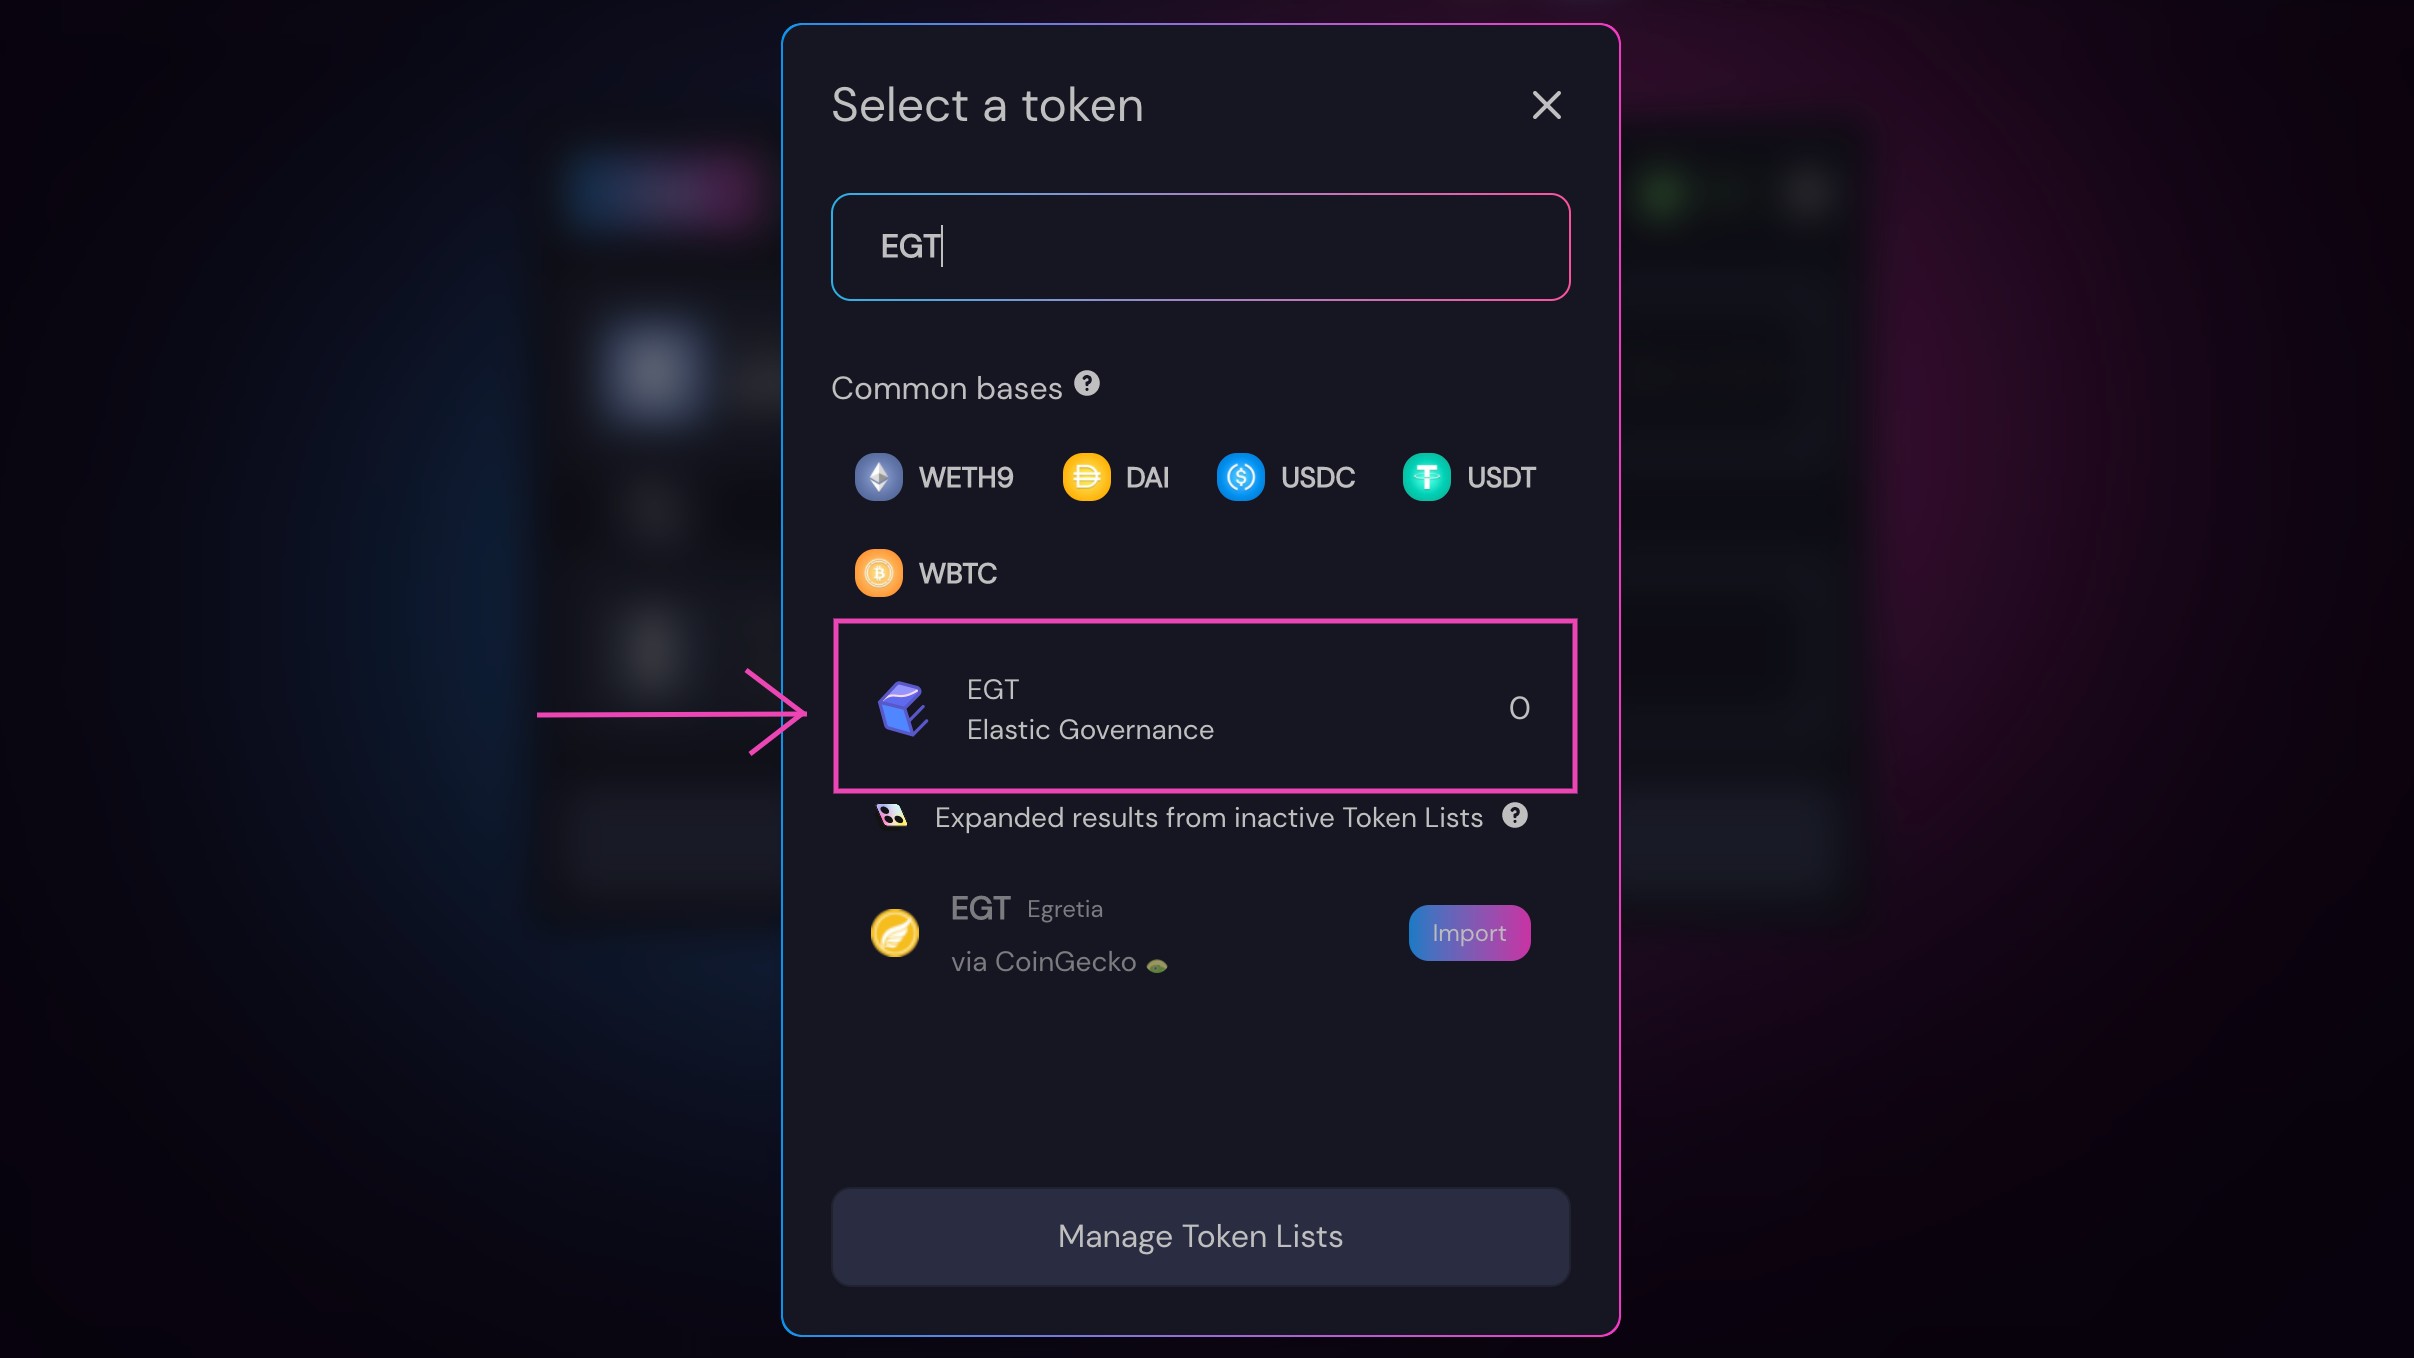 Select a token
EGT
Common bases
WETH9 DAI USDC USDT
WBTC
EGT
Elastic Governance
0
Expanded results from inactive Token Lists
EGT Egretia
via CoinGecko
Import
Manage Token Lists